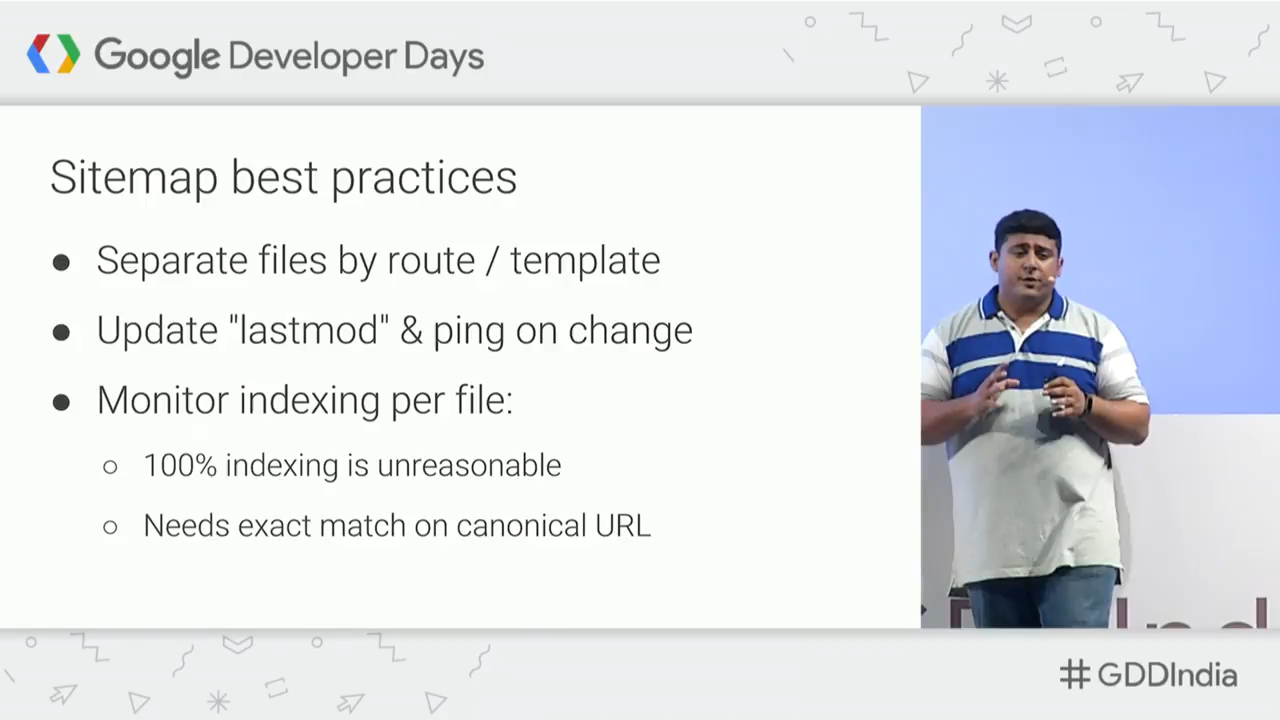 Google Developer Days
Sitemap best practices
● Separate files by route / template
● Update "lastmod" & ping on change
● Monitor indexing per file:
○ 100% indexing is unreasonable
○ Needs exact match on canonical URL
#GDDIndia